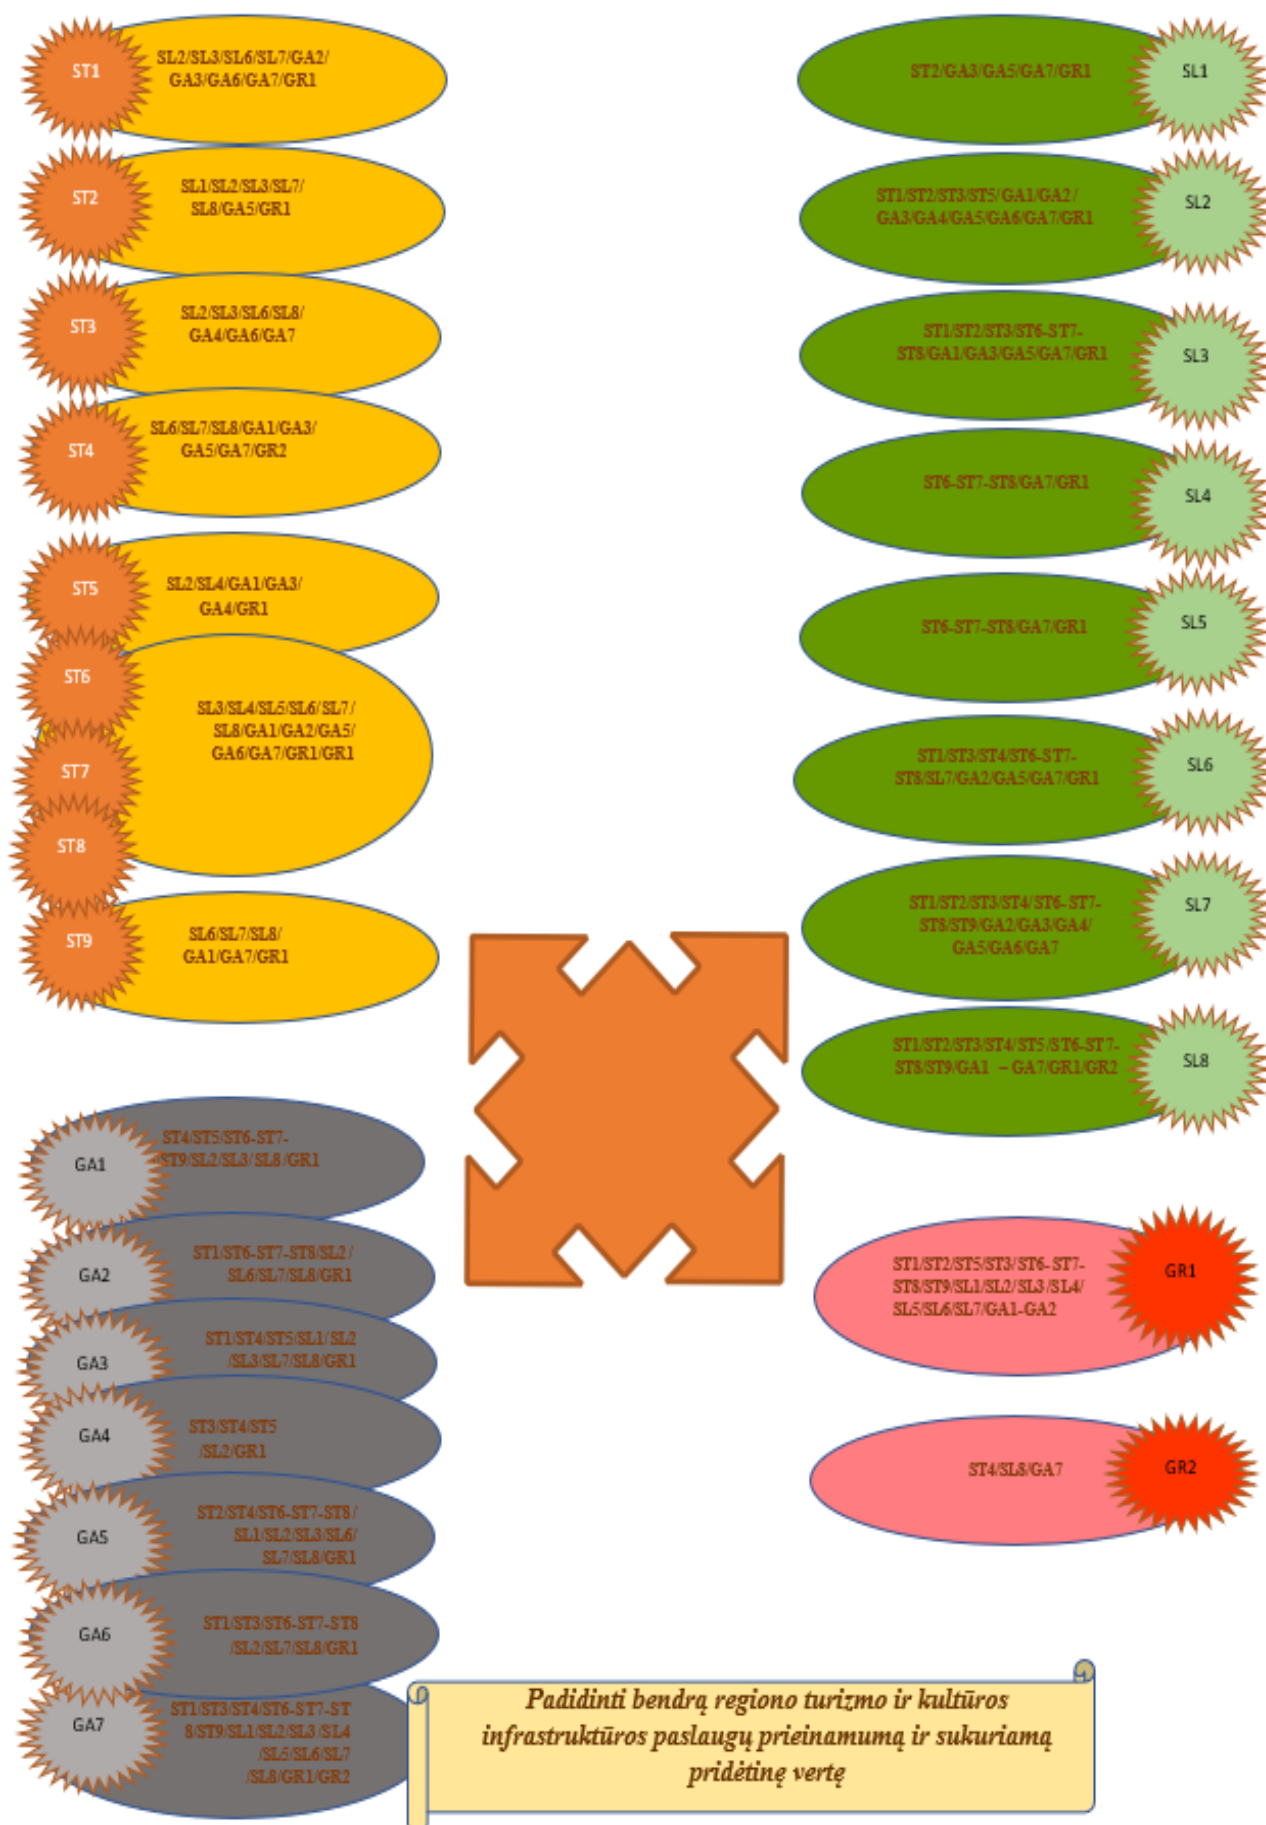 ST1
SL2/SL3/SL6/SL7/GA2/
GA3/GA6/GA7/GR1
ST2
SL1/SL2/SL3/SL7/
SL8/GA5/GR1
ST3
SL2/SL3/SL6/SL8/
GA4/GA6/GA7
ST4
SL6/SL7/SL8/GA1/GA3/
GA5/GA7/GR2
ST5
SL2/SL4/GA1/GA3/
GA4/GR1
ST6
ST7
ST8
SL3/SL4/SL5/SL6/SL7/
SL8/GA1/GA2/GA5/
GA6/GA7/GR1/GR1
ST9
SL6/SL7/SL8/
GA1/GA7/GR1
GA1
ST4/ST5/ST6-ST7-
/ST9/SL2/SL3/SL8/GR1
GA2
ST1/ST6-ST7-ST8/SL2/
SL6/SL7/SL8/GR1
GA3
ST1/ST4/ST5/SL1/SL2
/SL3/SL7/SL8/GR1
GA4
ST3/ST4/ST5
/SL2/GR1
GA5
ST2/ST4/ST6-ST7-ST8/
SL1/SL2/SL3/SL6/
SL7/SL8/GR1
GA6
ST1/ST3/ST6-ST7-ST8
/SL2/SL7/SL8/GR1
GA7
ST1/ST3/ST4/ST6-ST7-ST
8/ST9/SL1/SL2/SL3/SL4
/SL5/SL6/SL7
/SL8/GR1/GR2
ST2/GA3/GA5/GA7/GR1
SL1
ST1/ST2/ST3/ST5/GA1/GA2/
GA3/GA4/GA5/GA6/GA7/GR1
SL2
ST1/ST2/ST3/ST6-ST7-
ST8/GA1/GA3/GA5/GA7/GR1
SL3
ST6-ST7-ST8/GA7/GR1
SL4
ST6-ST7-ST8/GA7/GR1
SL5
ST1/ST3/ST4/ST6-ST7-
ST8/SL7/GA2/GA5/GA7/GR1
SL6
ST1/ST2/ST3/ST4/ST6-ST7-
ST8/ST9/GA2/GA3/GA4/
GA5/GA6/GA7
SL7
ST1/ST2/ST3/ST4/ST5/ST6-ST7-
ST8/ST9/GA1 – GA7/GR1/GR2
SL8
ST1/ST2/ST5/ST3/ST6-ST7-
ST8/ST9/SL1/SL2/SL3/SL4/
SL5/SL6/SL7/GA1-GA2
GR1
ST4/SL8/GA7
GR2
Padidinti bendrą regiono turizmo ir kultūros
infrastruktūros paslaugų prieinamumą ir sukuriamą
pridėtinę vertę